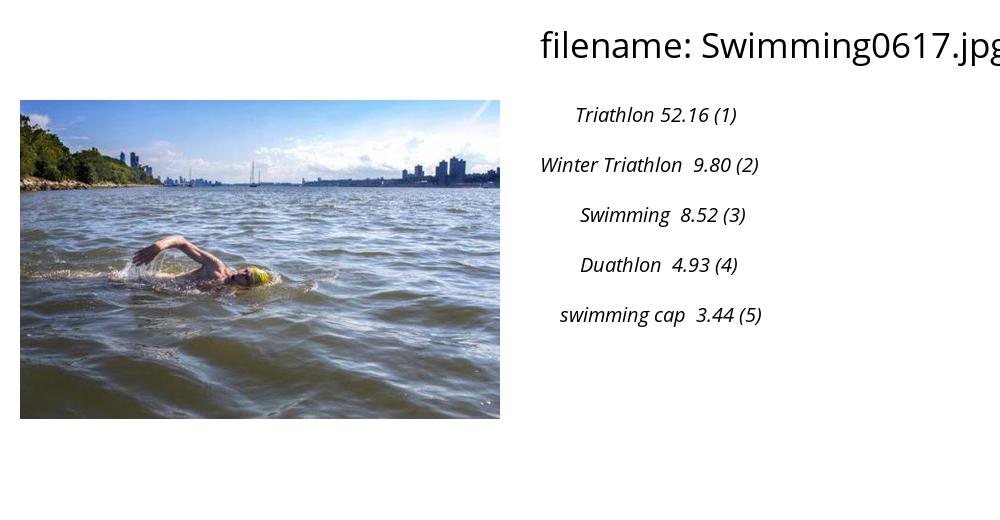 filename: Swimming0617.jpg
Triathlon 52.16 (1)
Winter Triathlon 9.80 (2)
Swimming 8.52 (3)
Duathlon 4.93 (4)
swimming cap 3.44 (5)